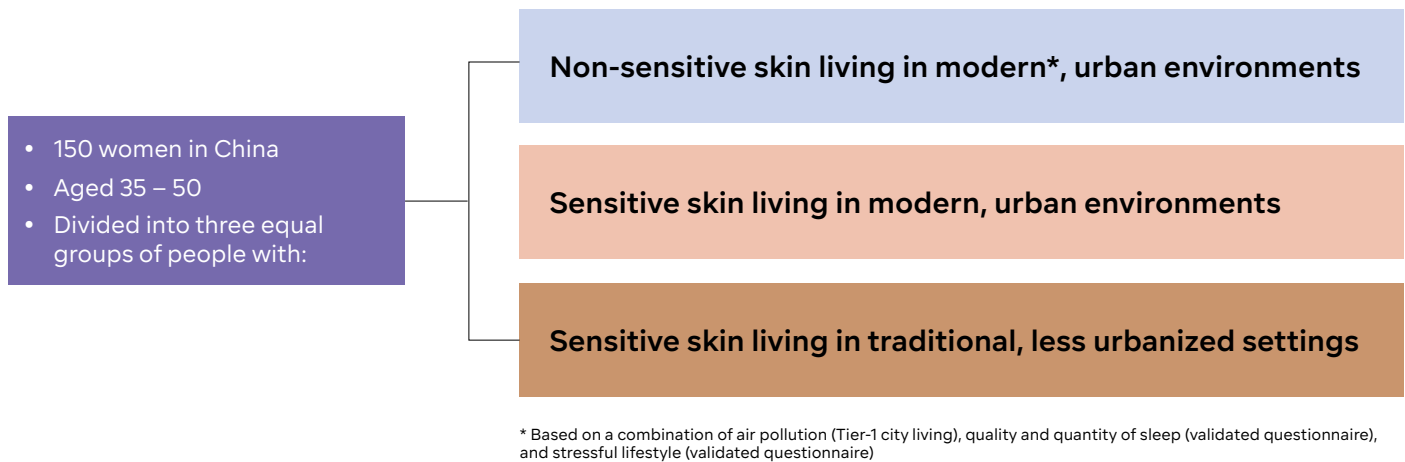 Non-sensitive skin living in modern*, urban environments
• 150 women in China
• Aged 35 – 50
• Divided into three equal
groups of people with:
Sensitive skin living in modern, urban environments
Sensitive skin living in traditional, less urbanized settings
* Based on a combination of air pollution (Tier-1 city living), quality and quantity of sleep (validated questionnaire),
and stressful lifestyle (validated questionnaire)